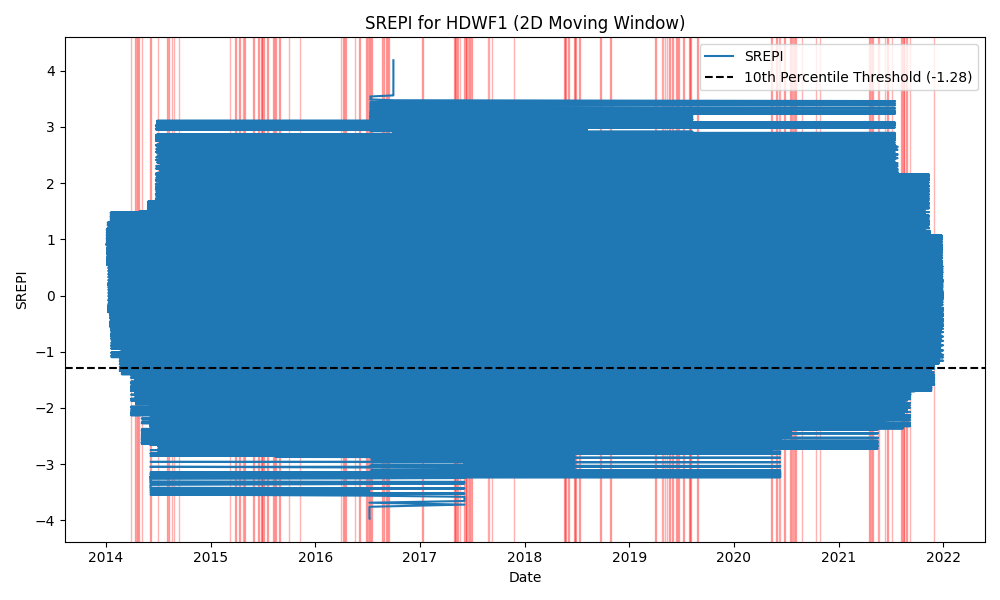 SREPI for HDWF1 (2D Moving Window)
SREPI
10th Percentile Threshold (-1.28)
SREPI
4
3
2
1
0
−1
−2
−3
−4
2014 2015 2016 2017 2018 2019 2020 2021 2022
Date